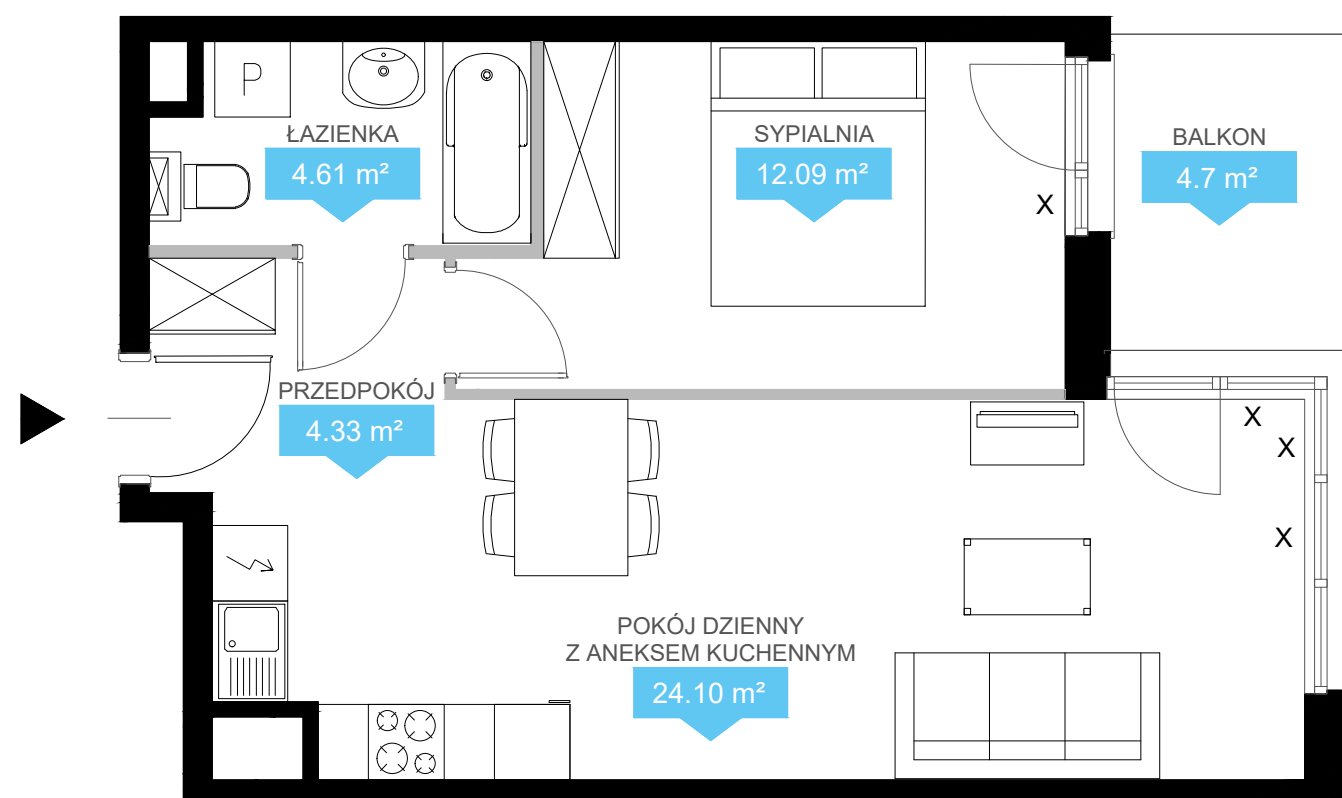 P
ŁAZIENKA
4.61 m²
SYPIALNIA
12.09 m²
BALKON
4.7 m²
X
PRZEDPOKÓJ
4.33 m²
X
X
X
POKÓJ DZIENNY
Z ANEKSEM KUCHENNYM
24.10 m²